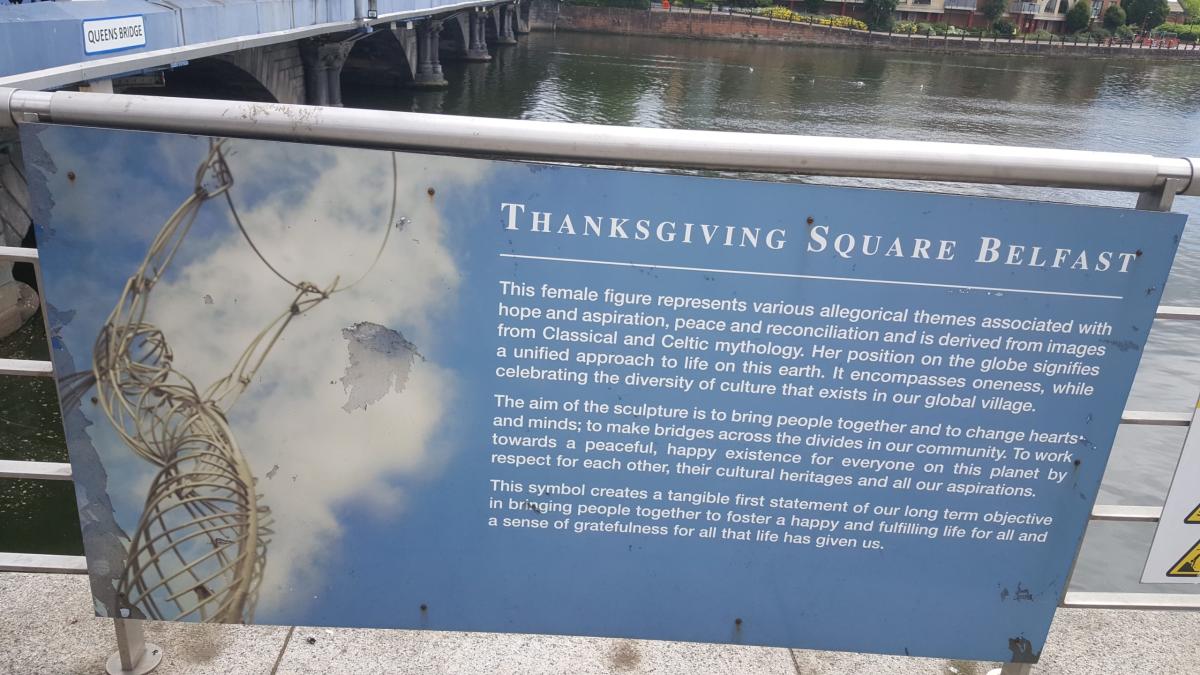 QUEENS BRIDGE
THANKSGIVING SQUARE BELFAST
This female figure represents various allegorical themes associated with
hope and aspiration, peace and reconciliation and is derived from images
from Classical and Celtic mythology. Her position on the globe signifies
a unified approach to life on this earth. It encompasses oneness, while
celebrating the diversity of culture that exists in our global village.
The aim of the sculpture is to bring people together and to change hearts
and minds; to make bridges across the divides in our community. To work
towards a peaceful, happy existence for everyone on this planet by
respect for each other, their cultural heritages and all our aspirations.
This symbol creates a tangible first statement of our long term objective
in bringing people together to foster a happy and fulfilling life for all and
a sense of gratefulness for all that life has given us.